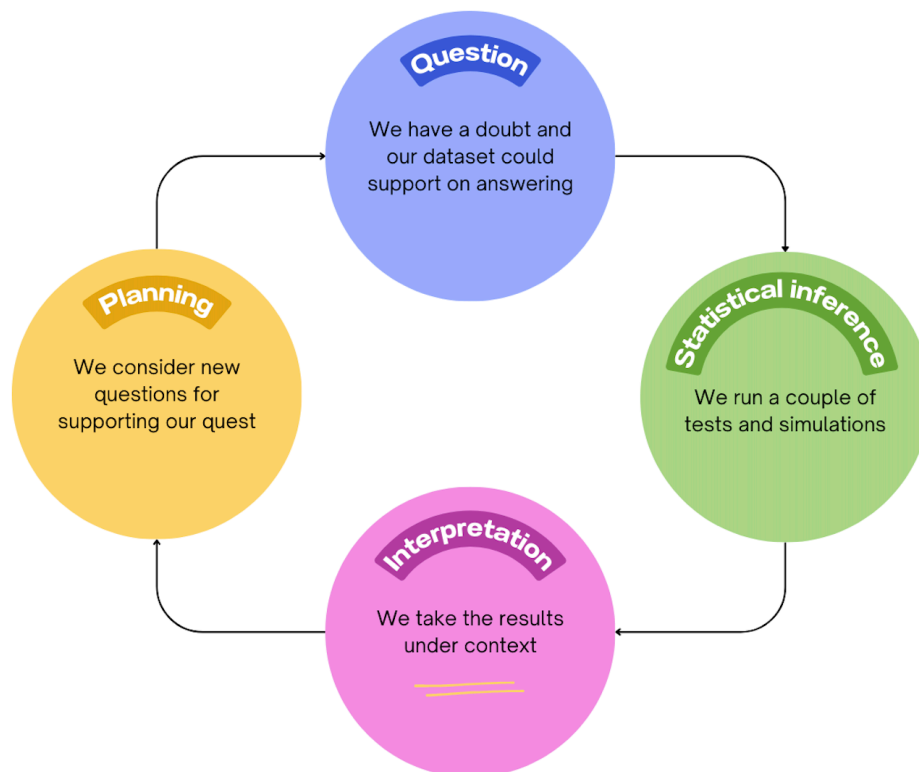 Question
We have a doubt and
our dataset could
support on answering
Statistical inference
We run a couple of
tests and simulations
Interpretation
We take the results
under context
Planning
We consider new
questions for
supporting our quest